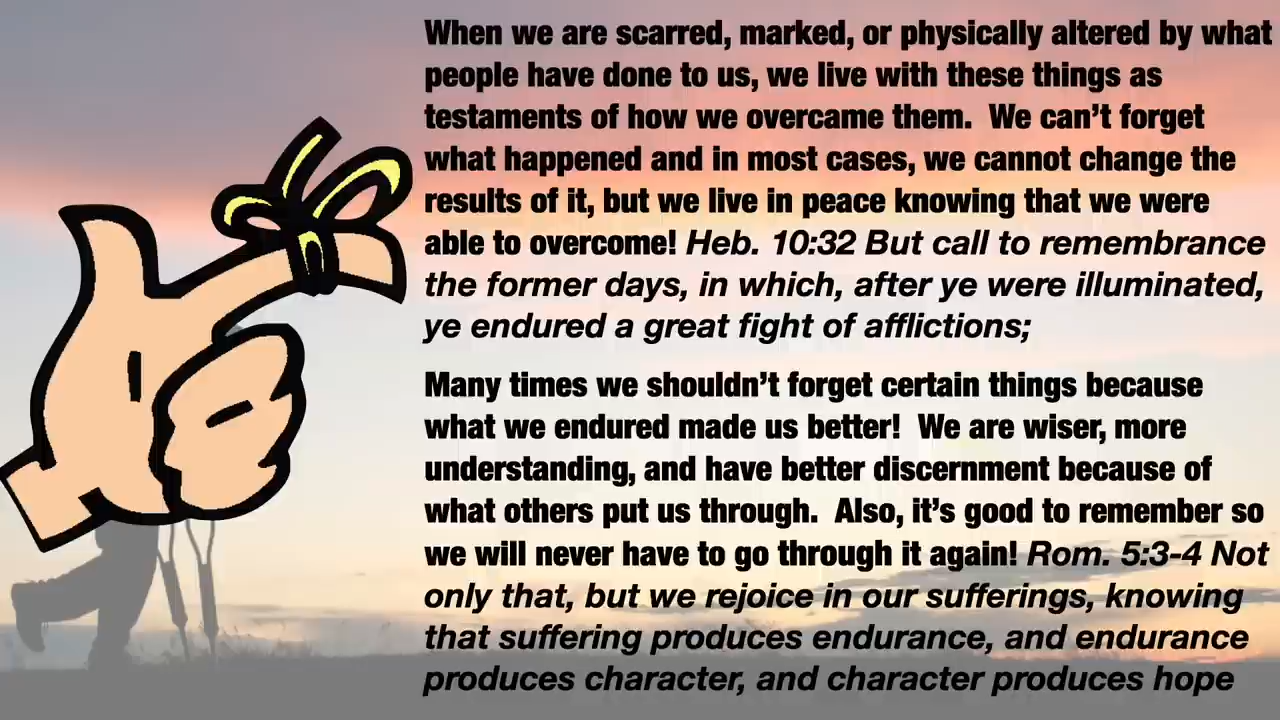 When we are scarred, marked, or physically altered by what
people have done to us, we live with these things as
testaments of how we overcame them.  We can’t forget
what happened and in most cases, we cannot change the
results of it, but we live in peace knowing that we were
able to overcome! Heb. 10:32 But call to remembrance
the former days, in which, after ye were illuminated,
ye endured a great fight of afflictions;
Many times we shouldn’t forget certain things because
what we endured made us better!  We are wiser, more
understanding, and have better discernment because of
what others put us through.  Also, it’s good to remember so
we will never have to go through it again! Rom. 5:3-4 Not
only that, but we rejoice in our sufferings, knowing
that suffering produces endurance, and endurance
produces character, and character produces hope